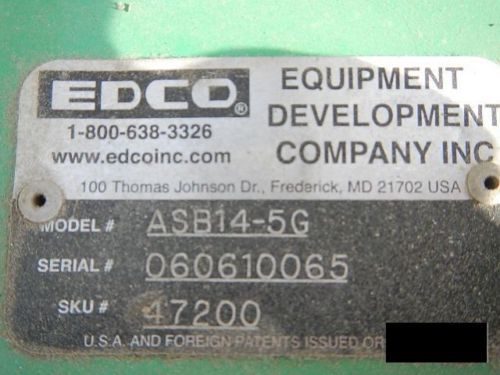 EDCO®
EQUIPMENT
DEVELOPMENT
COMPANY INC
1-800-638-3326
www.edcoinc.com
100 Thomas Johnson Dr., Frederick, MD 21702 USA
MODEL # ASB14-5G
SERIAL # 060610065
SKU # 47200
U.S.A. AND FOREIGN PATENTS ISSUED OR